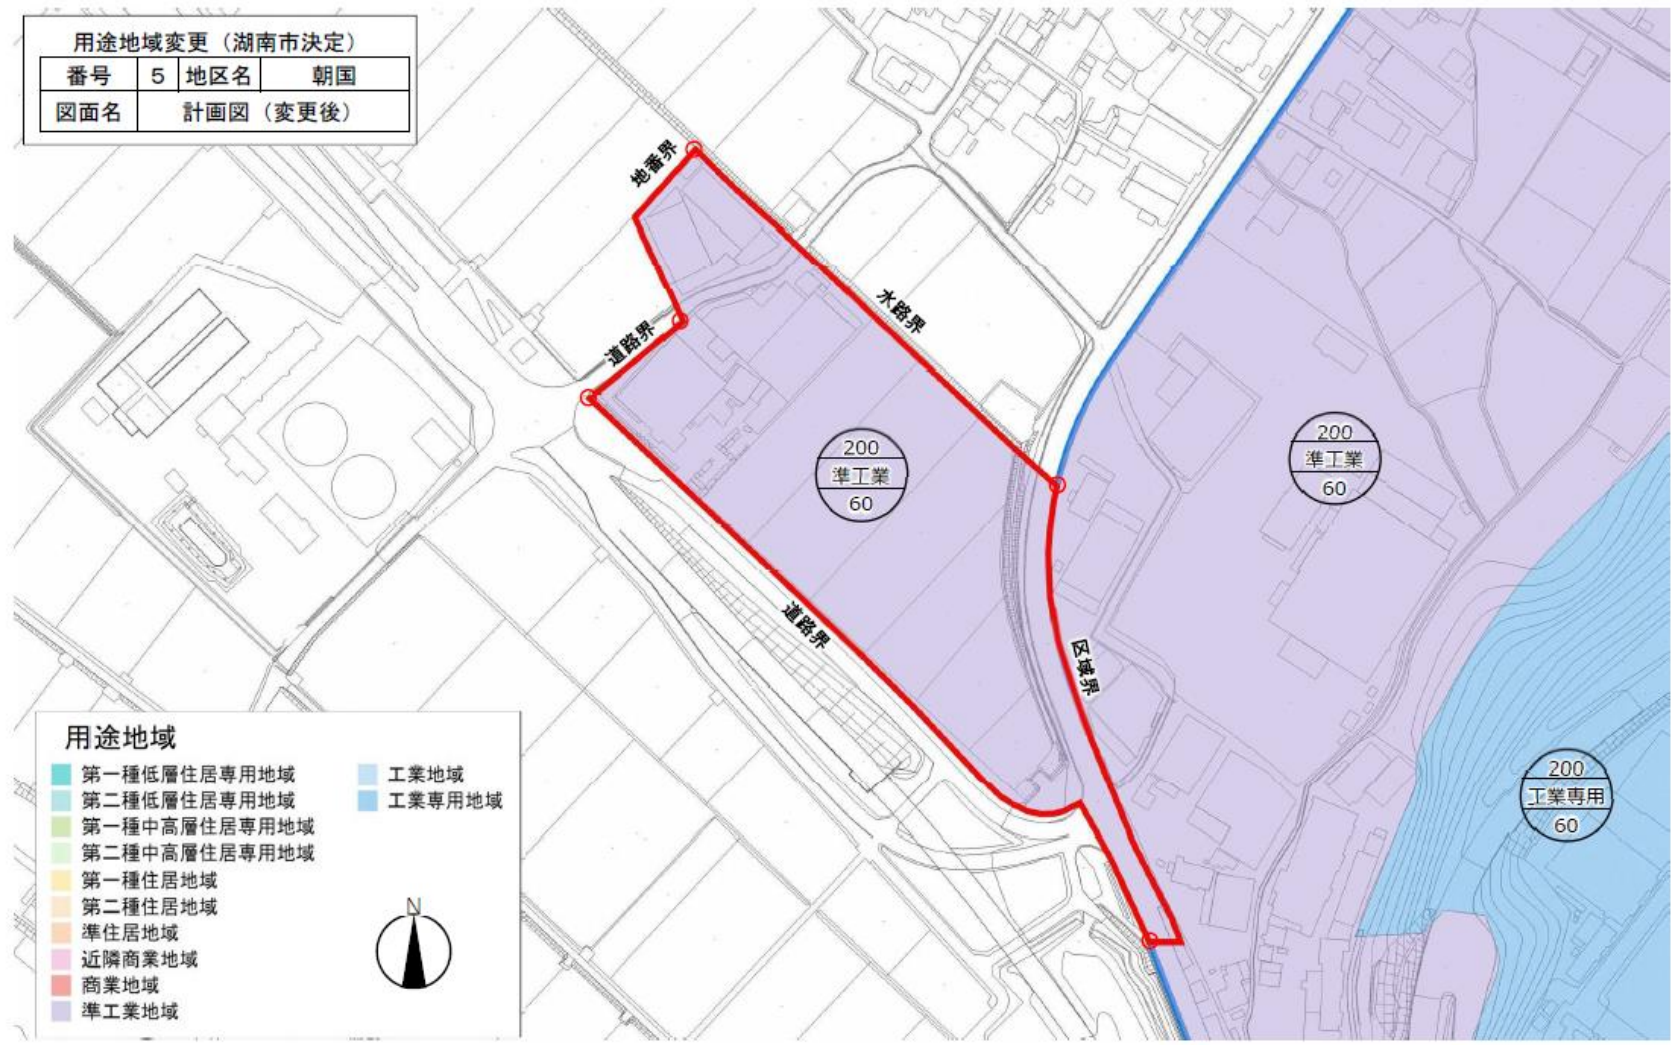 用途地域変更（湖南市決定）
番号 5 地区名 朝国
図面名 計画図（変更後）
地番界
道路界
水路界
200
準工業
60
200
準工業
60
道路界
区域界
200
工業専用
60
用途地域
第一種低層住居専用地域
第二種低層住居専用地域
第一種中高層住居専用地域
第二種中高層住居専用地域
第一種住居地域
第二種住居地域
準住居地域
近隣商業地域
商業地域
準工業地域
工業地域
工業専用地域
N